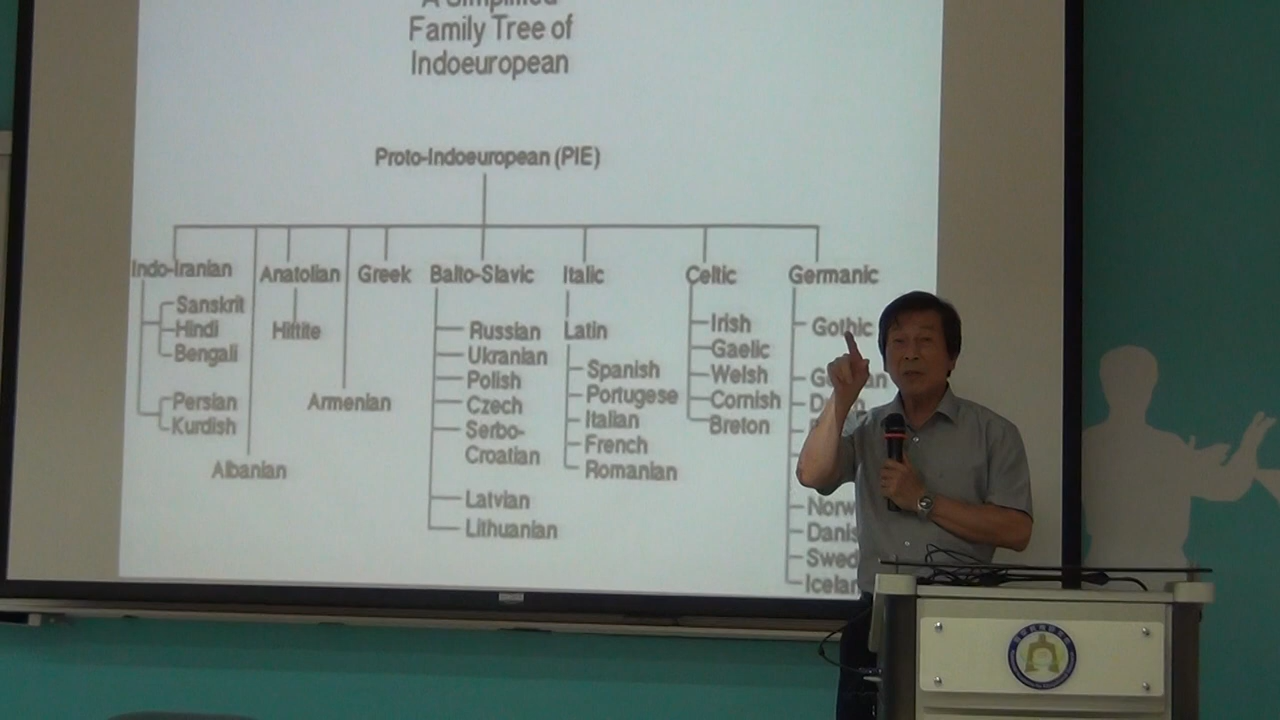 A Simplified
Family Tree of
Indoeuropean
Proto-Indoeuropean (PIE)
Indo-Iranian
Sanskrit
Hindi
Bengali
Persian
Kurdish
Albanian
Anatolian
Hittite
Armenian
Greek
Balto-Slavic
Russian
Ukranian
Polish
Czech
Serbo-
Croatian
Latvian
Lithuanian
Italic
Latin
Spanish
Portugese
Italian
French
Romanian
Celtic
Irish
Gaelic
Welsh
Cornish
Breton
Germanic
Gothic
Norw
Danis
Swed
Icelan